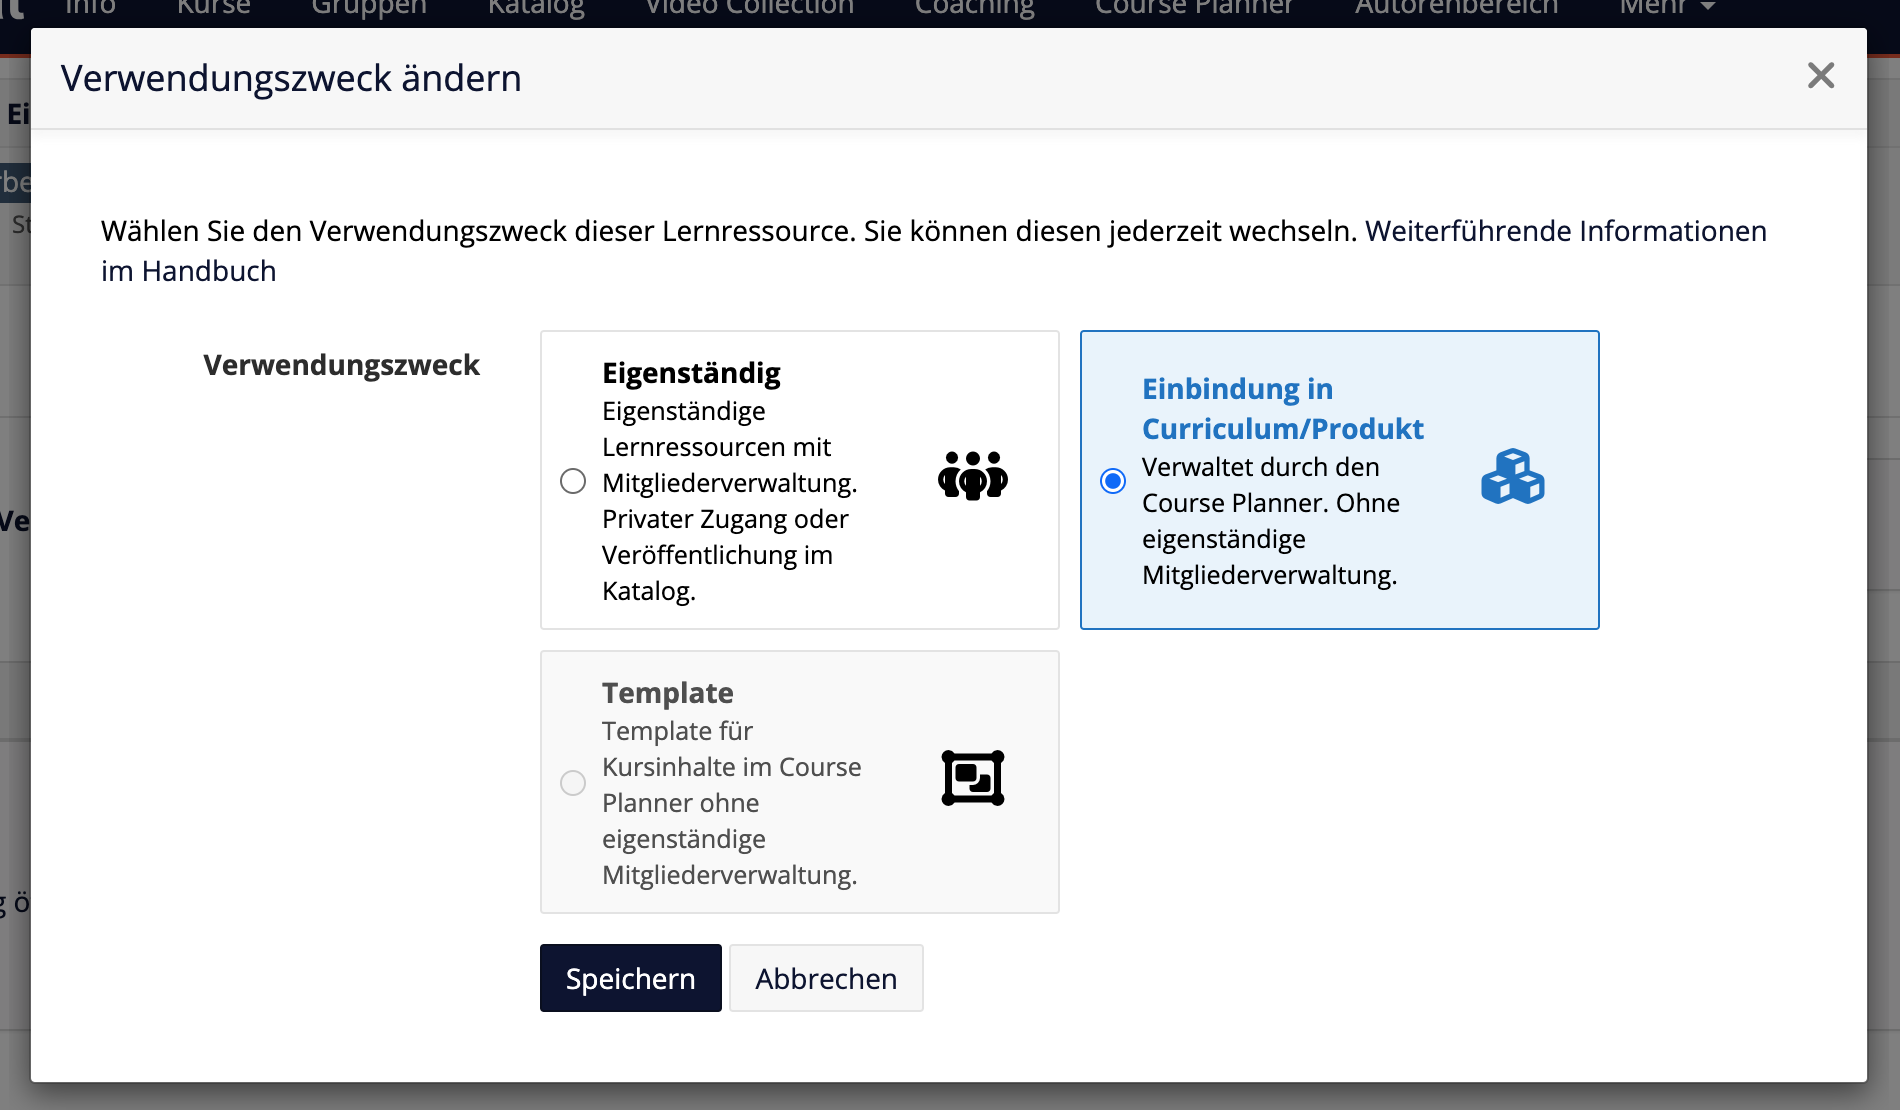 Info Kurse Gruppen Katalog Video Collection Coaching Course Planner Autorenbereich Mehr
Verwendungszweck ändern
Wählen Sie den Verwendungszweck dieser Lernressource. Sie können diesen jederzeit wechseln. Weiterführende Informationen
im Handbuch
Verwendungszweck
Eigenständig
Eigenständige
Lernressourcen mit
Mitgliederverwaltung.
Privater Zugang oder
Veröffentlichung im
Katalog.
Einbindung in
Curriculum/Produkt
Verwaltet durch den
Course Planner. Ohne
eigenständige
Mitgliederverwaltung.
Template
Template für
Kursinhalte im Course
Planner ohne
eigenständige
Mitgliederverwaltung.
Speichern Abbrechen